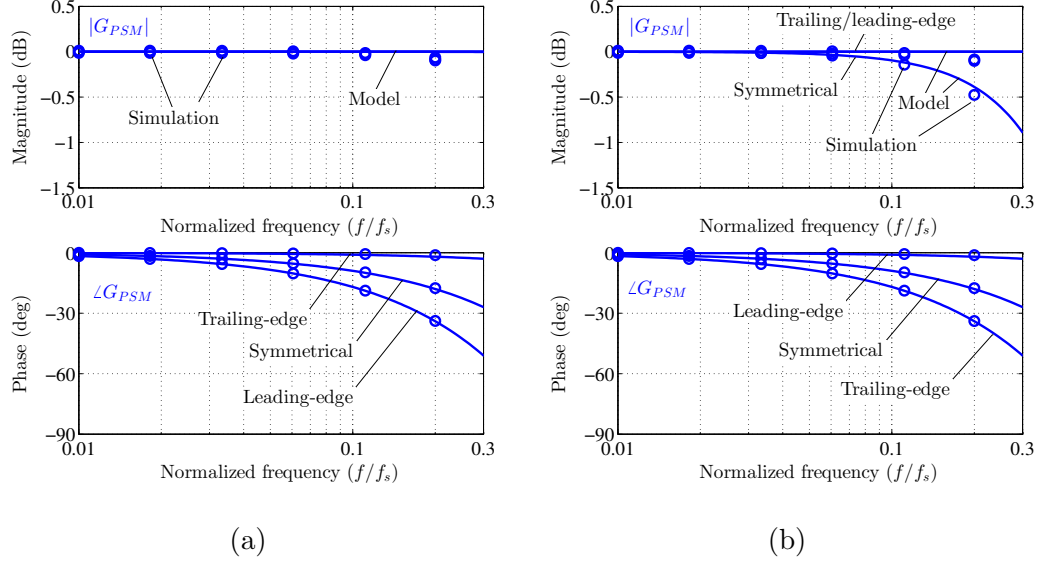 |G_PSM|
Magnitude (dB)
0.5
0
−0.5
−1
−1.5
Simulation
Model
0.01
0.1
0.3
Normalized frequency (f/f_s)
∠G_PSM
Phase (deg)
0
−30
−60
−90
Trailing-edge
Symmetrical
Leading-edge
0.01
0.1
0.3
Normalized frequency (f/f_s)
(a)
|G_PSM|
Magnitude (dB)
0.5
0
−0.5
−1
−1.5
Trailing/leading-edge
Symmetrical
Model
Simulation
0.01
0.1
0.3
Normalized frequency (f/f_s)
∠G_PSM
Phase (deg)
0
−30
−60
−90
Leading-edge
Symmetrical
Trailing-edge
0.01
0.1
0.3
Normalized frequency (f/f_s)
(b)